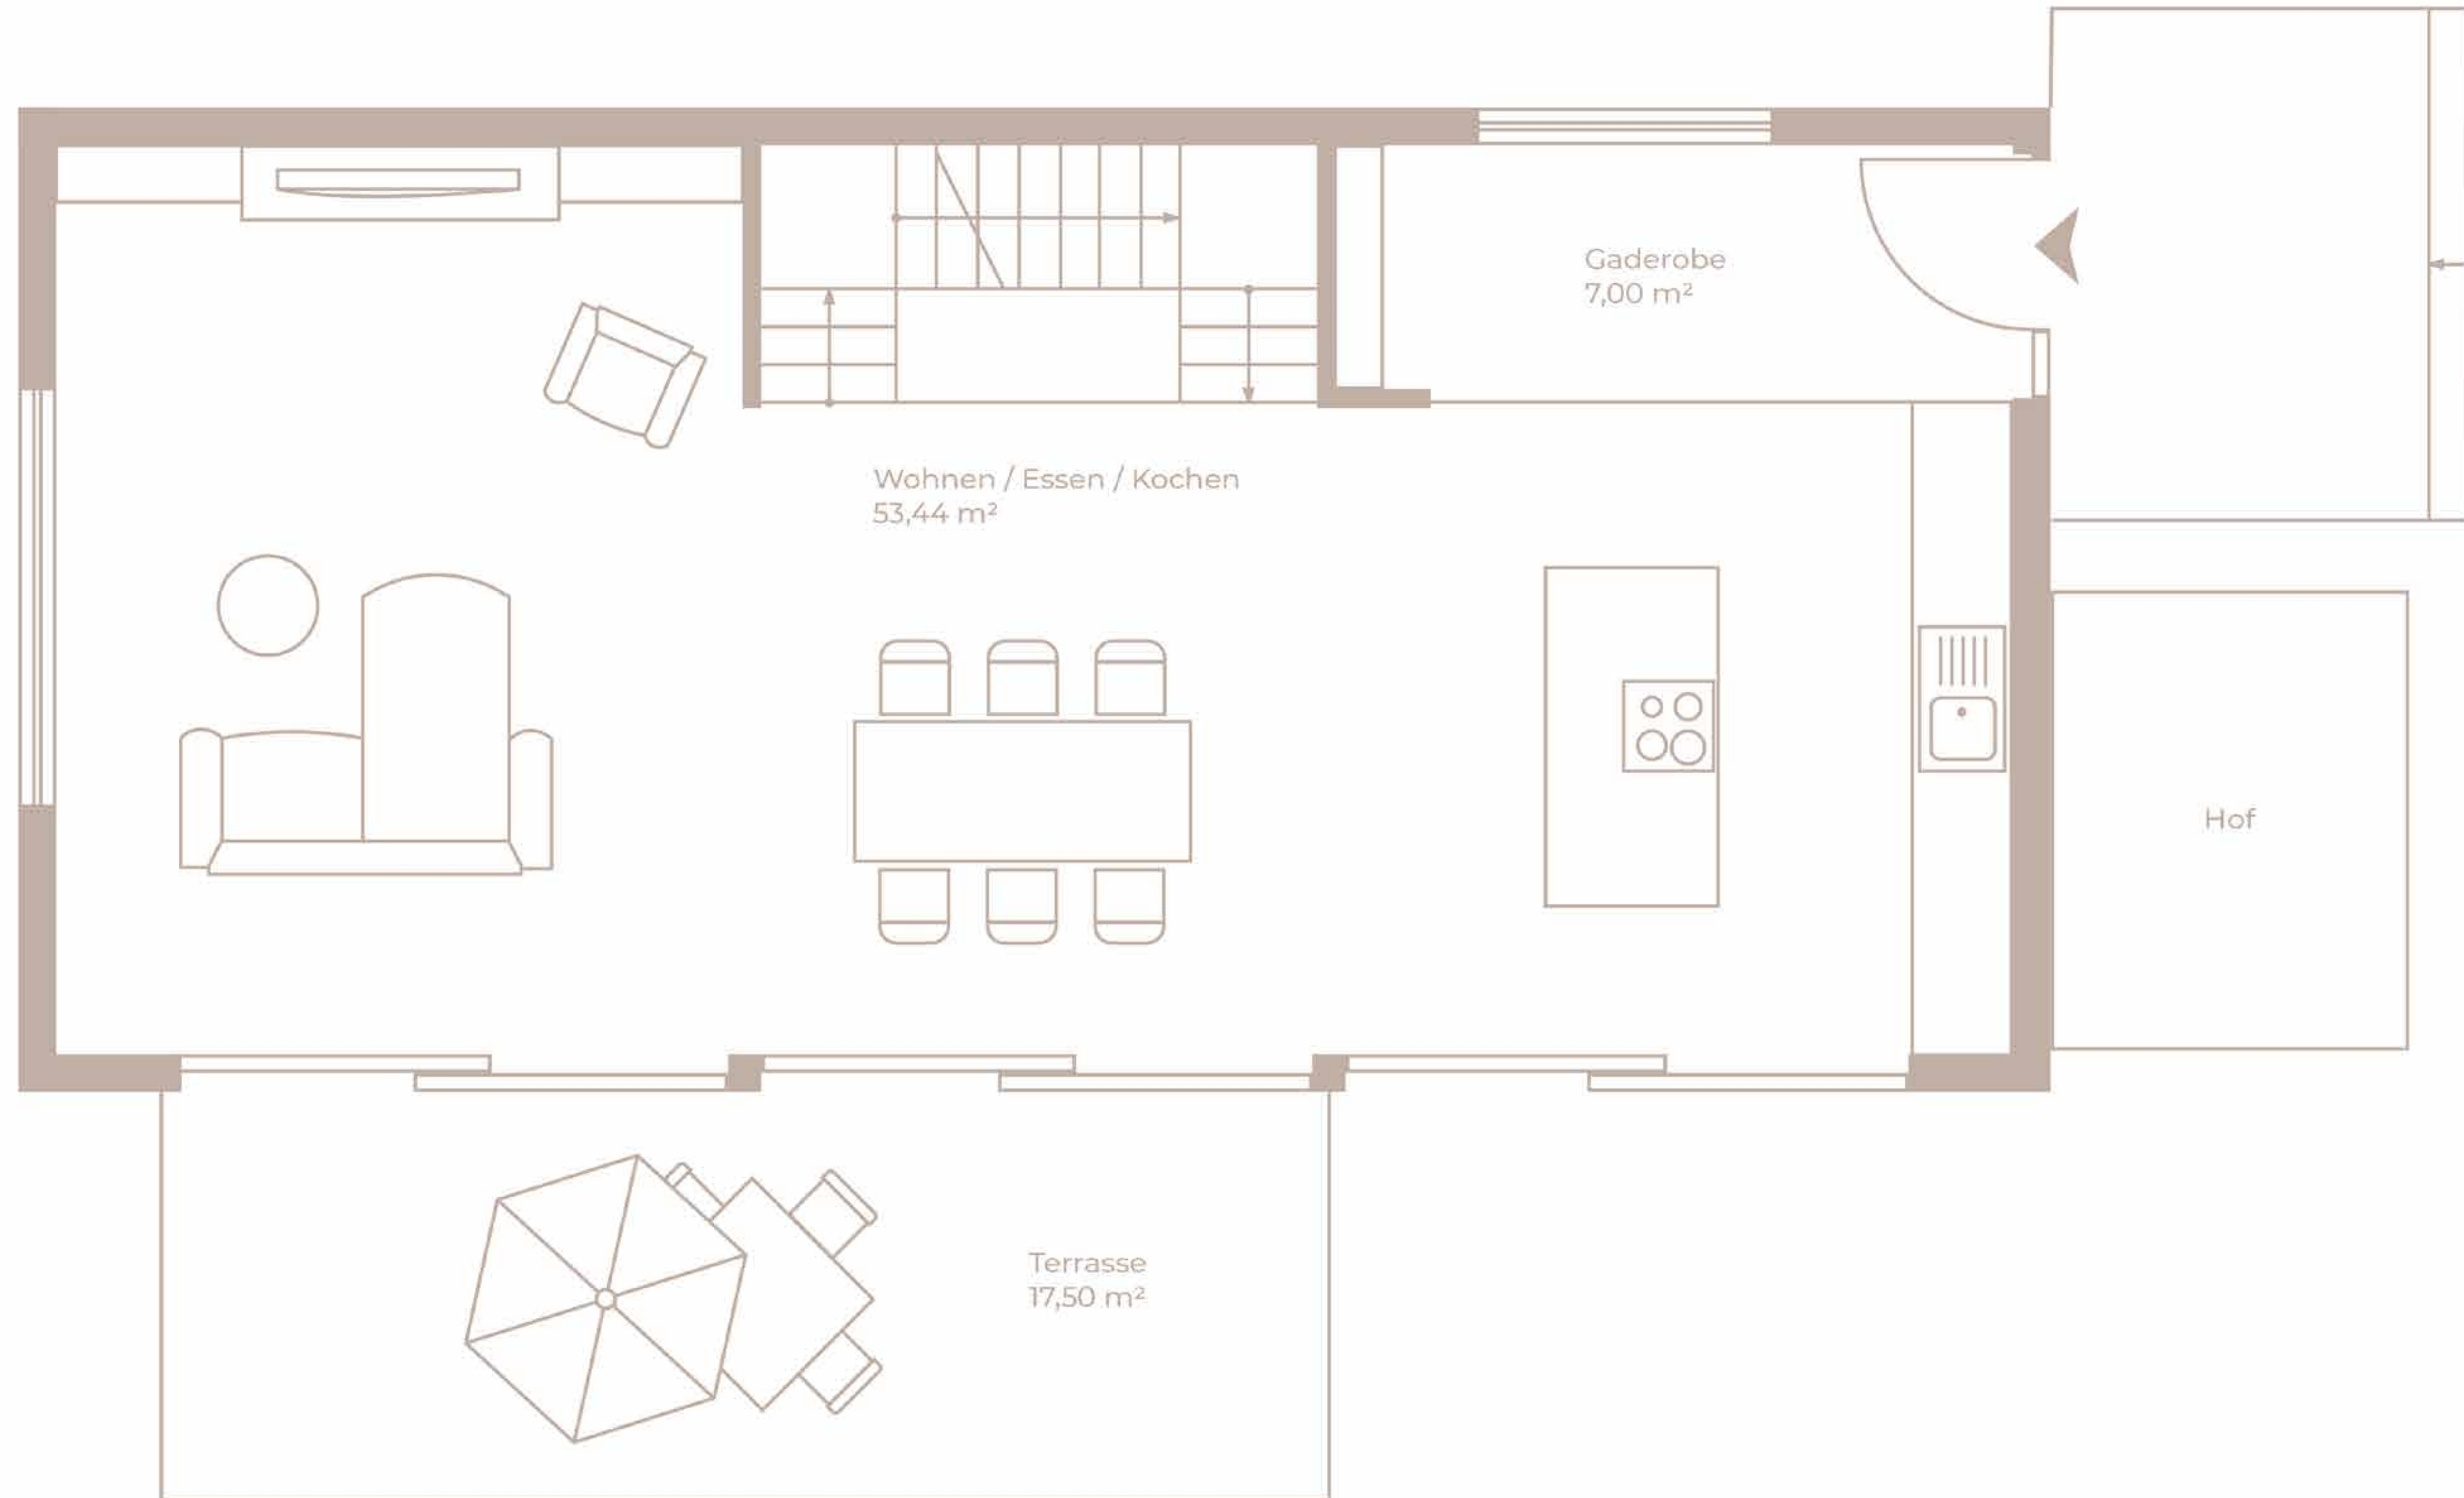 Gaderobe
7,00 m²
Wohnen / Essen / Kochen
53,44 m²
Hof
Terrasse
17,50 m²